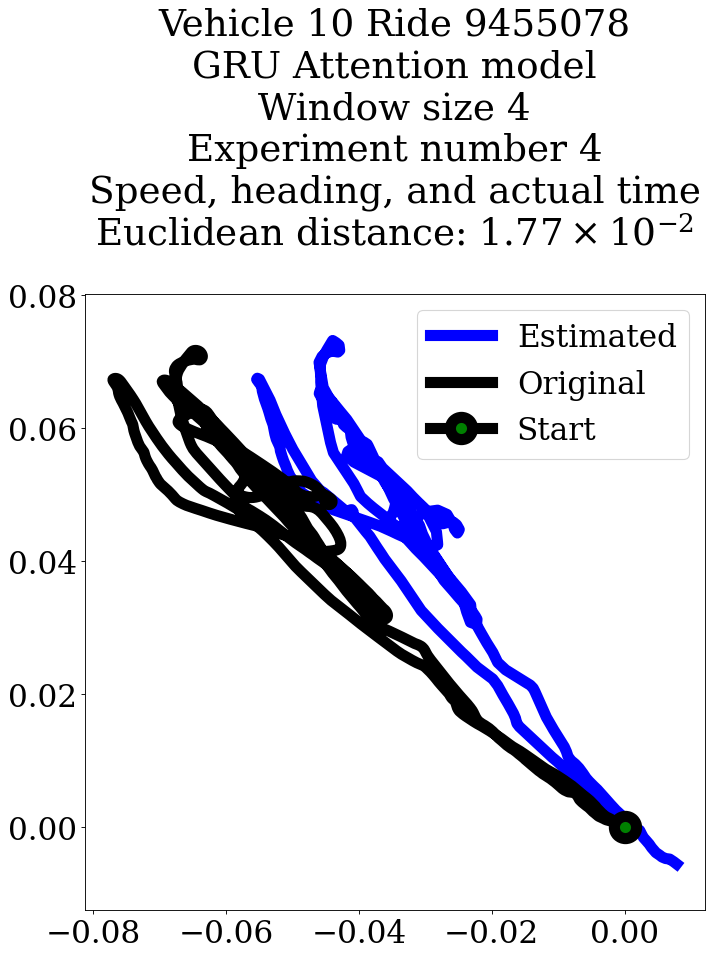 Vehicle 10 Ride 9455078
GRU Attention model
Window size 4
Experiment number 4
Speed, heading, and actual time
Euclidean distance: 1.77 × 10⁻²
0.08
0.06
0.04
0.02
0.00
Estimated
Original
Start
−0.08 −0.06 −0.04 −0.02 0.00